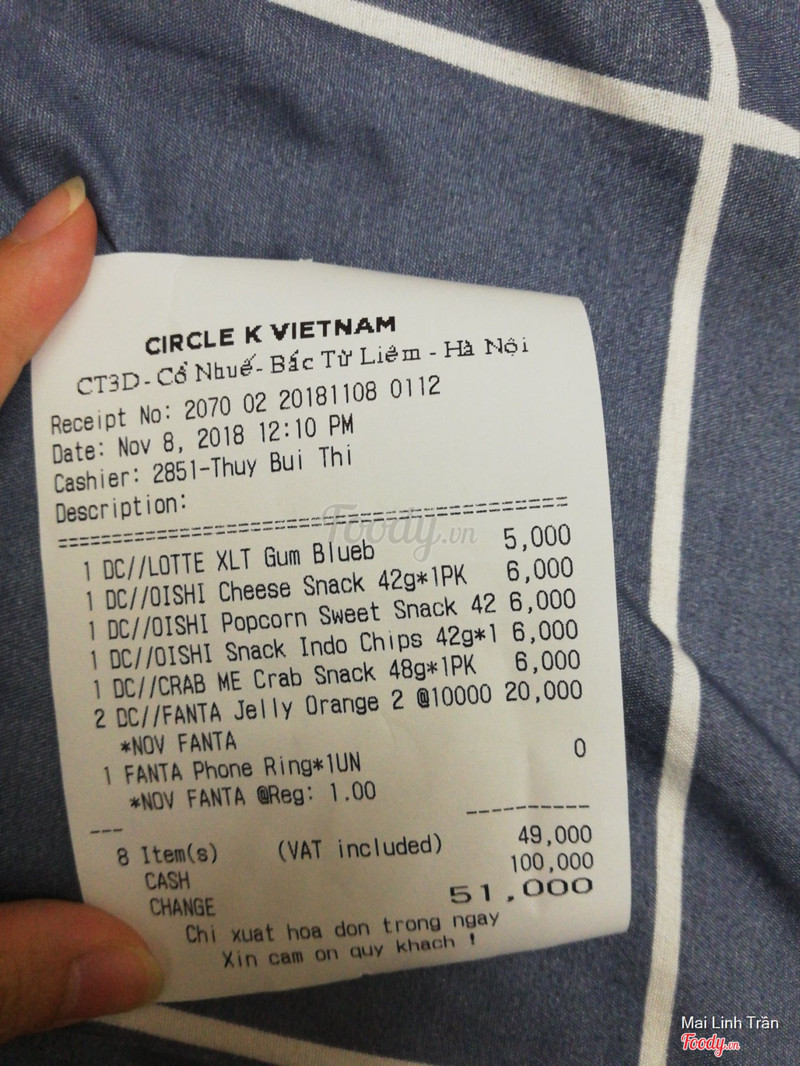 CIRCLE K VIETNAM
CT3D - Cổ Nhuế - Bắc Từ Liêm - Hà Nội
Receipt No: 2070 02 20181108 0112
Date: Nov 8, 2018 12:10 PM
Cashier: 2851-Thuy Bui Thi
Description:
Foody.vn
1 DC//LOTTE XLT Gum Blueb 5,000
1 DC//OISHI Cheese Snack 42g*1PK 6,000
1 DC//OISHI Popcorn Sweet Snack 42 6,000
1 DC//OISHI Snack Indo Chips 42g*1 6,000
1 DC//CRAB ME Crab Snack 48g*1PK 6,000
2 DC//FANTA Jelly Orange 2 @10000 20,000
*NOV FANTA
1 FANTA Phone Ring*1UN 0
*NOV FANTA @Reg: 1.00
8 Item(s) (VAT included) 49,000
CASH 100,000
CHANGE 51,000
Chi xuat hoa don trong ngay
Xin cam on quy khach !
Mai Linh Trần
Foody.vn